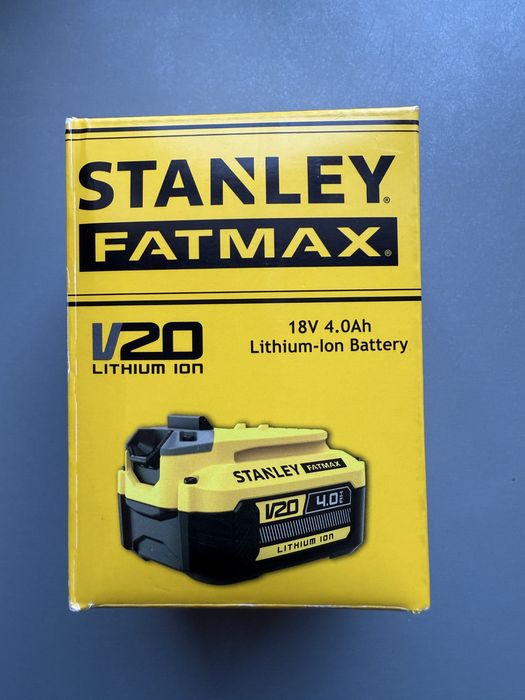 STANLEY®
FATMAX®
V20
LITHIUM ION
18V 4.0Ah
Lithium-Ion Battery
STANLEY FATMAX
V20 4.0
LITHIUM ION